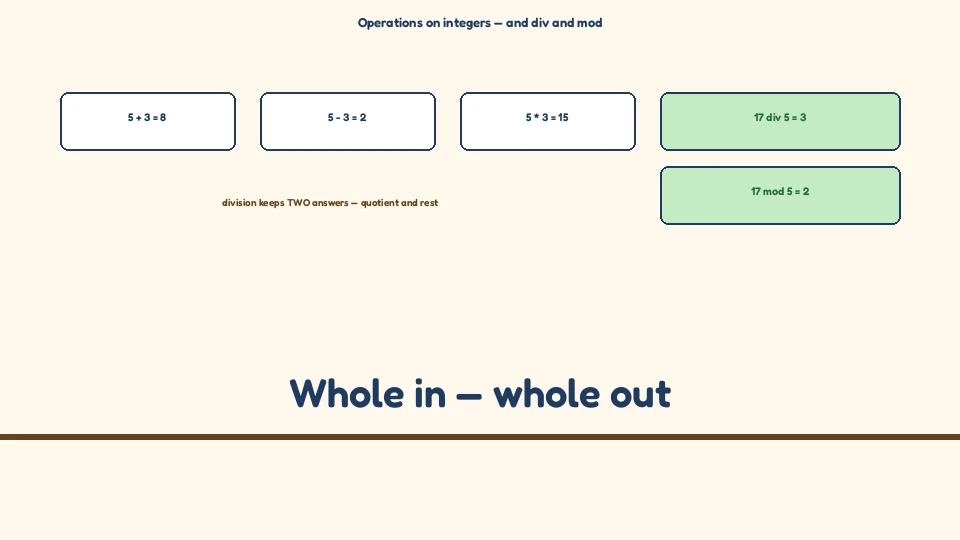 Operations on integers — and div and mod
5 + 3 = 8
5 - 3 = 2
5 * 3 = 15
17 div 5 = 3
17 mod 5 = 2
division keeps TWO answers — quotient and rest
Whole in — whole out